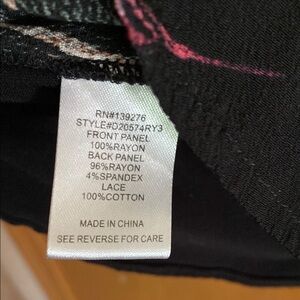 RN#139276
STYLE#D20574RY3
FRONT PANEL
100%RAYON
BACK PANEL
96%RAYON
4%SPANDEX
LACE
100%COTTON
MADE IN CHINA
SEE REVERSE FOR CARE